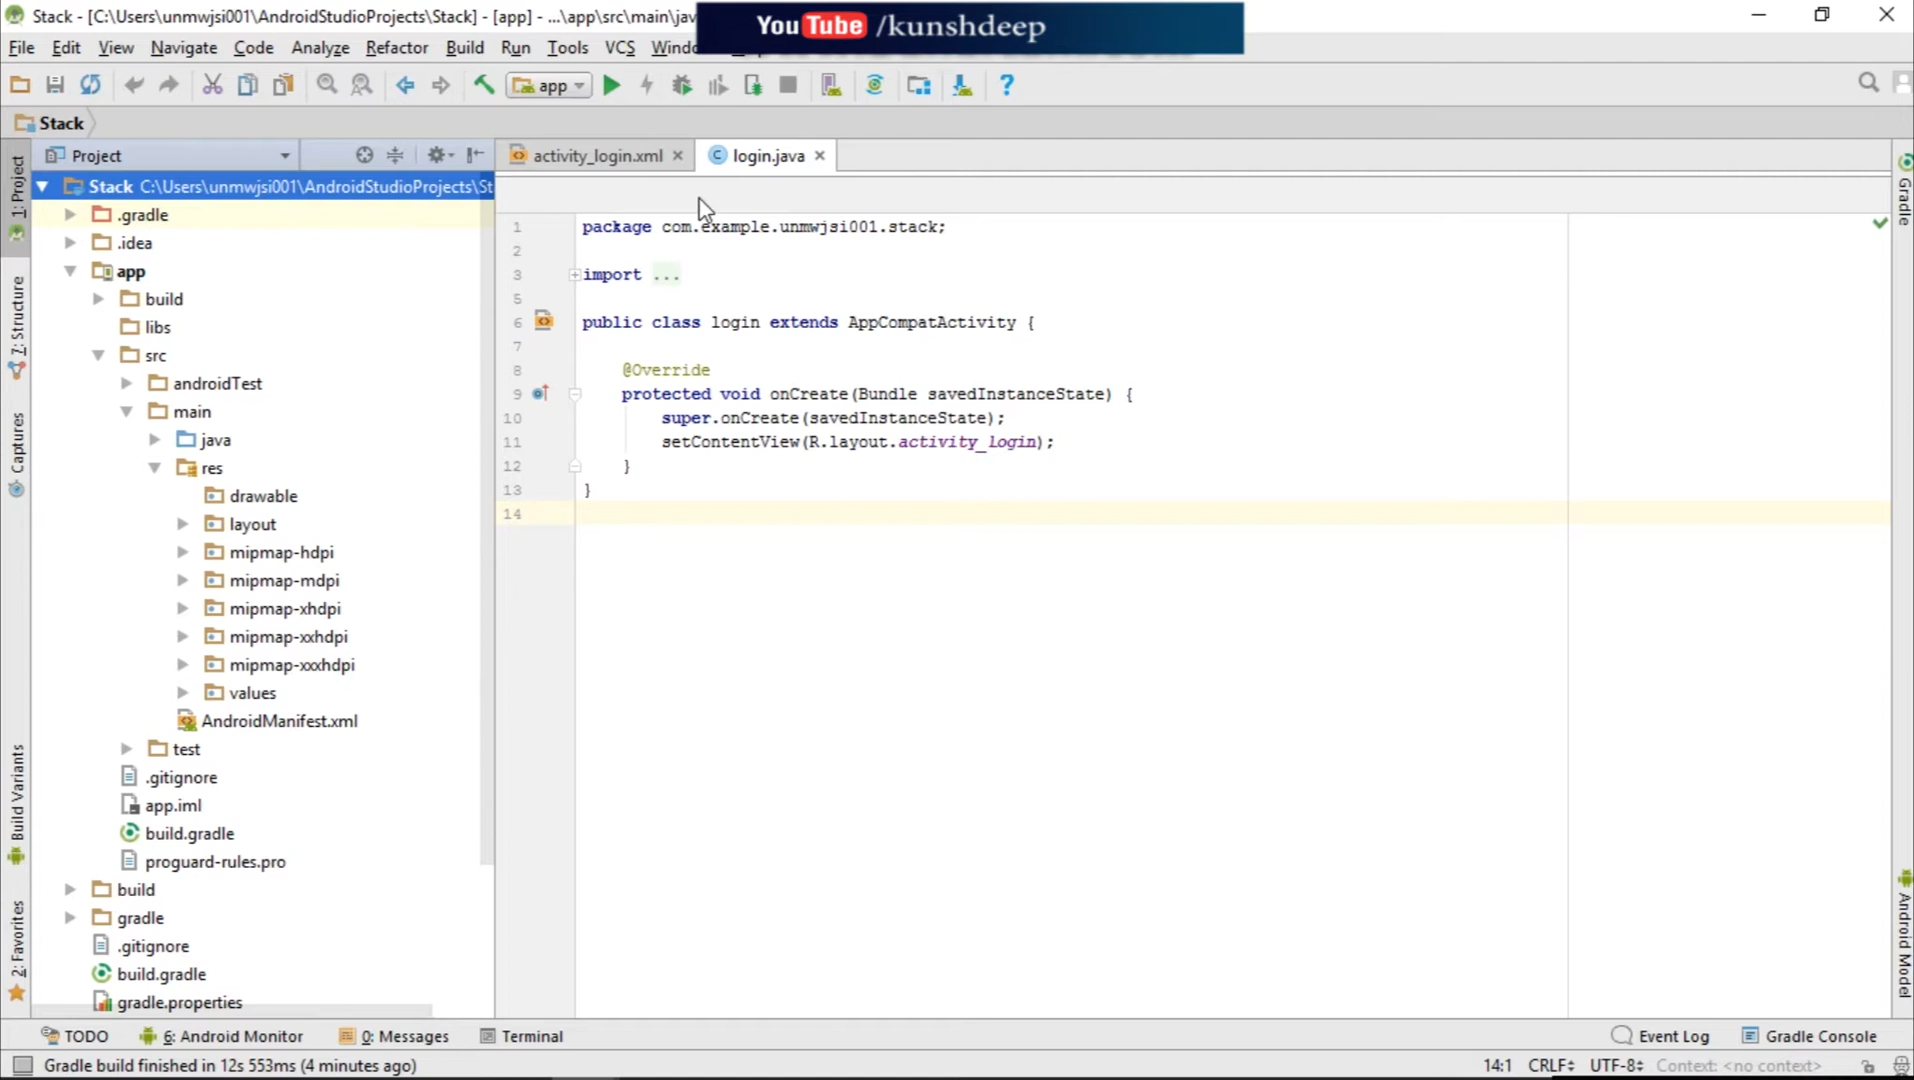 Stack - [C:\Users\unmwjsi001\AndroidStudioProjects\Stack] - [app] - ...\app\src\main\jav
YouTube /kunshdeep
File Edit View Navigate Code Analyze Refactor Build Run Tools VCS Windo
app
Stack
Project
activity_login.xml
login.java
1: Project
7: Structure
Captures
Build Variants
2: Favorites
Stack C:\Users\unmwjsi001\AndroidStudioProjects\St
.gradle
.idea
app
build
libs
src
androidTest
main
java
res
drawable
layout
mipmap-hdpi
mipmap-mdpi
mipmap-xhdpi
mipmap-xxhdpi
mipmap-xxxhdpi
values
AndroidManifest.xml
test
.gitignore
app.iml
build.gradle
proguard-rules.pro
build
gradle
.gitignore
build.gradle
gradle.properties
1 package com.example.unmwjsi001.stack;
2
3 import ...
5
6 public class login extends AppCompatActivity {
7
8 @Override
9 protected void onCreate(Bundle savedInstanceState) {
10 super.onCreate(savedInstanceState);
11 setContentView(R.layout.activity_login);
12 }
13 }
14
Gradle
Android Model
TODO 6: Android Monitor 0: Messages Terminal Event Log Gradle Console
Gradle build finished in 12s 553ms (4 minutes ago) 14:1 CRLF UTF-8 Context: <no context>